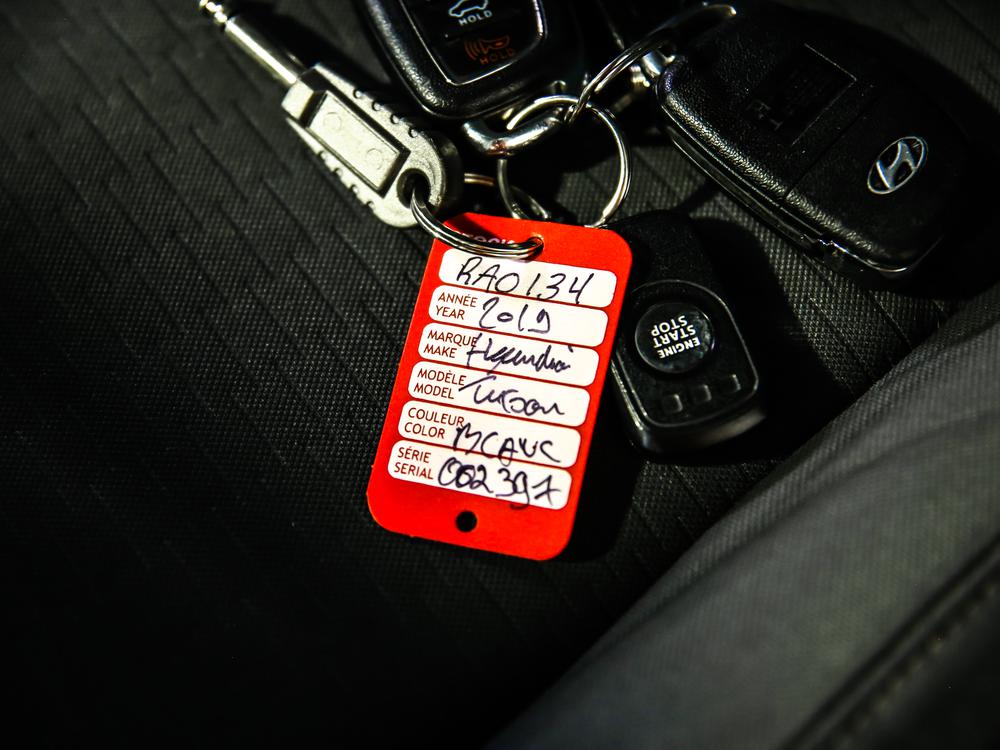 HOLD
HOLD
RA0134
ANNÉE
YEAR 2019
MARQUE
MAKE Hyundai
MODÈLE
MODEL Tucson
COULEUR
COLOR
SÉRIE
SERIAL 002397
ENGINE
START
STOP